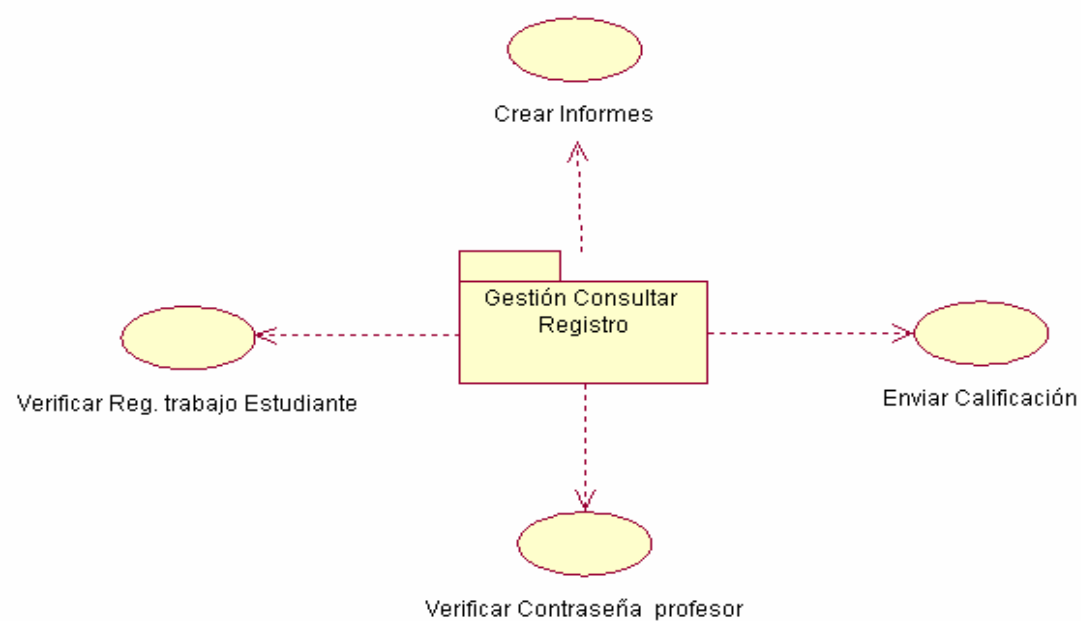 Crear Informes
Gestión Consultar
Registro
Verificar Reg. trabajo Estudiante
Enviar Calificación
Verificar Contraseña profesor